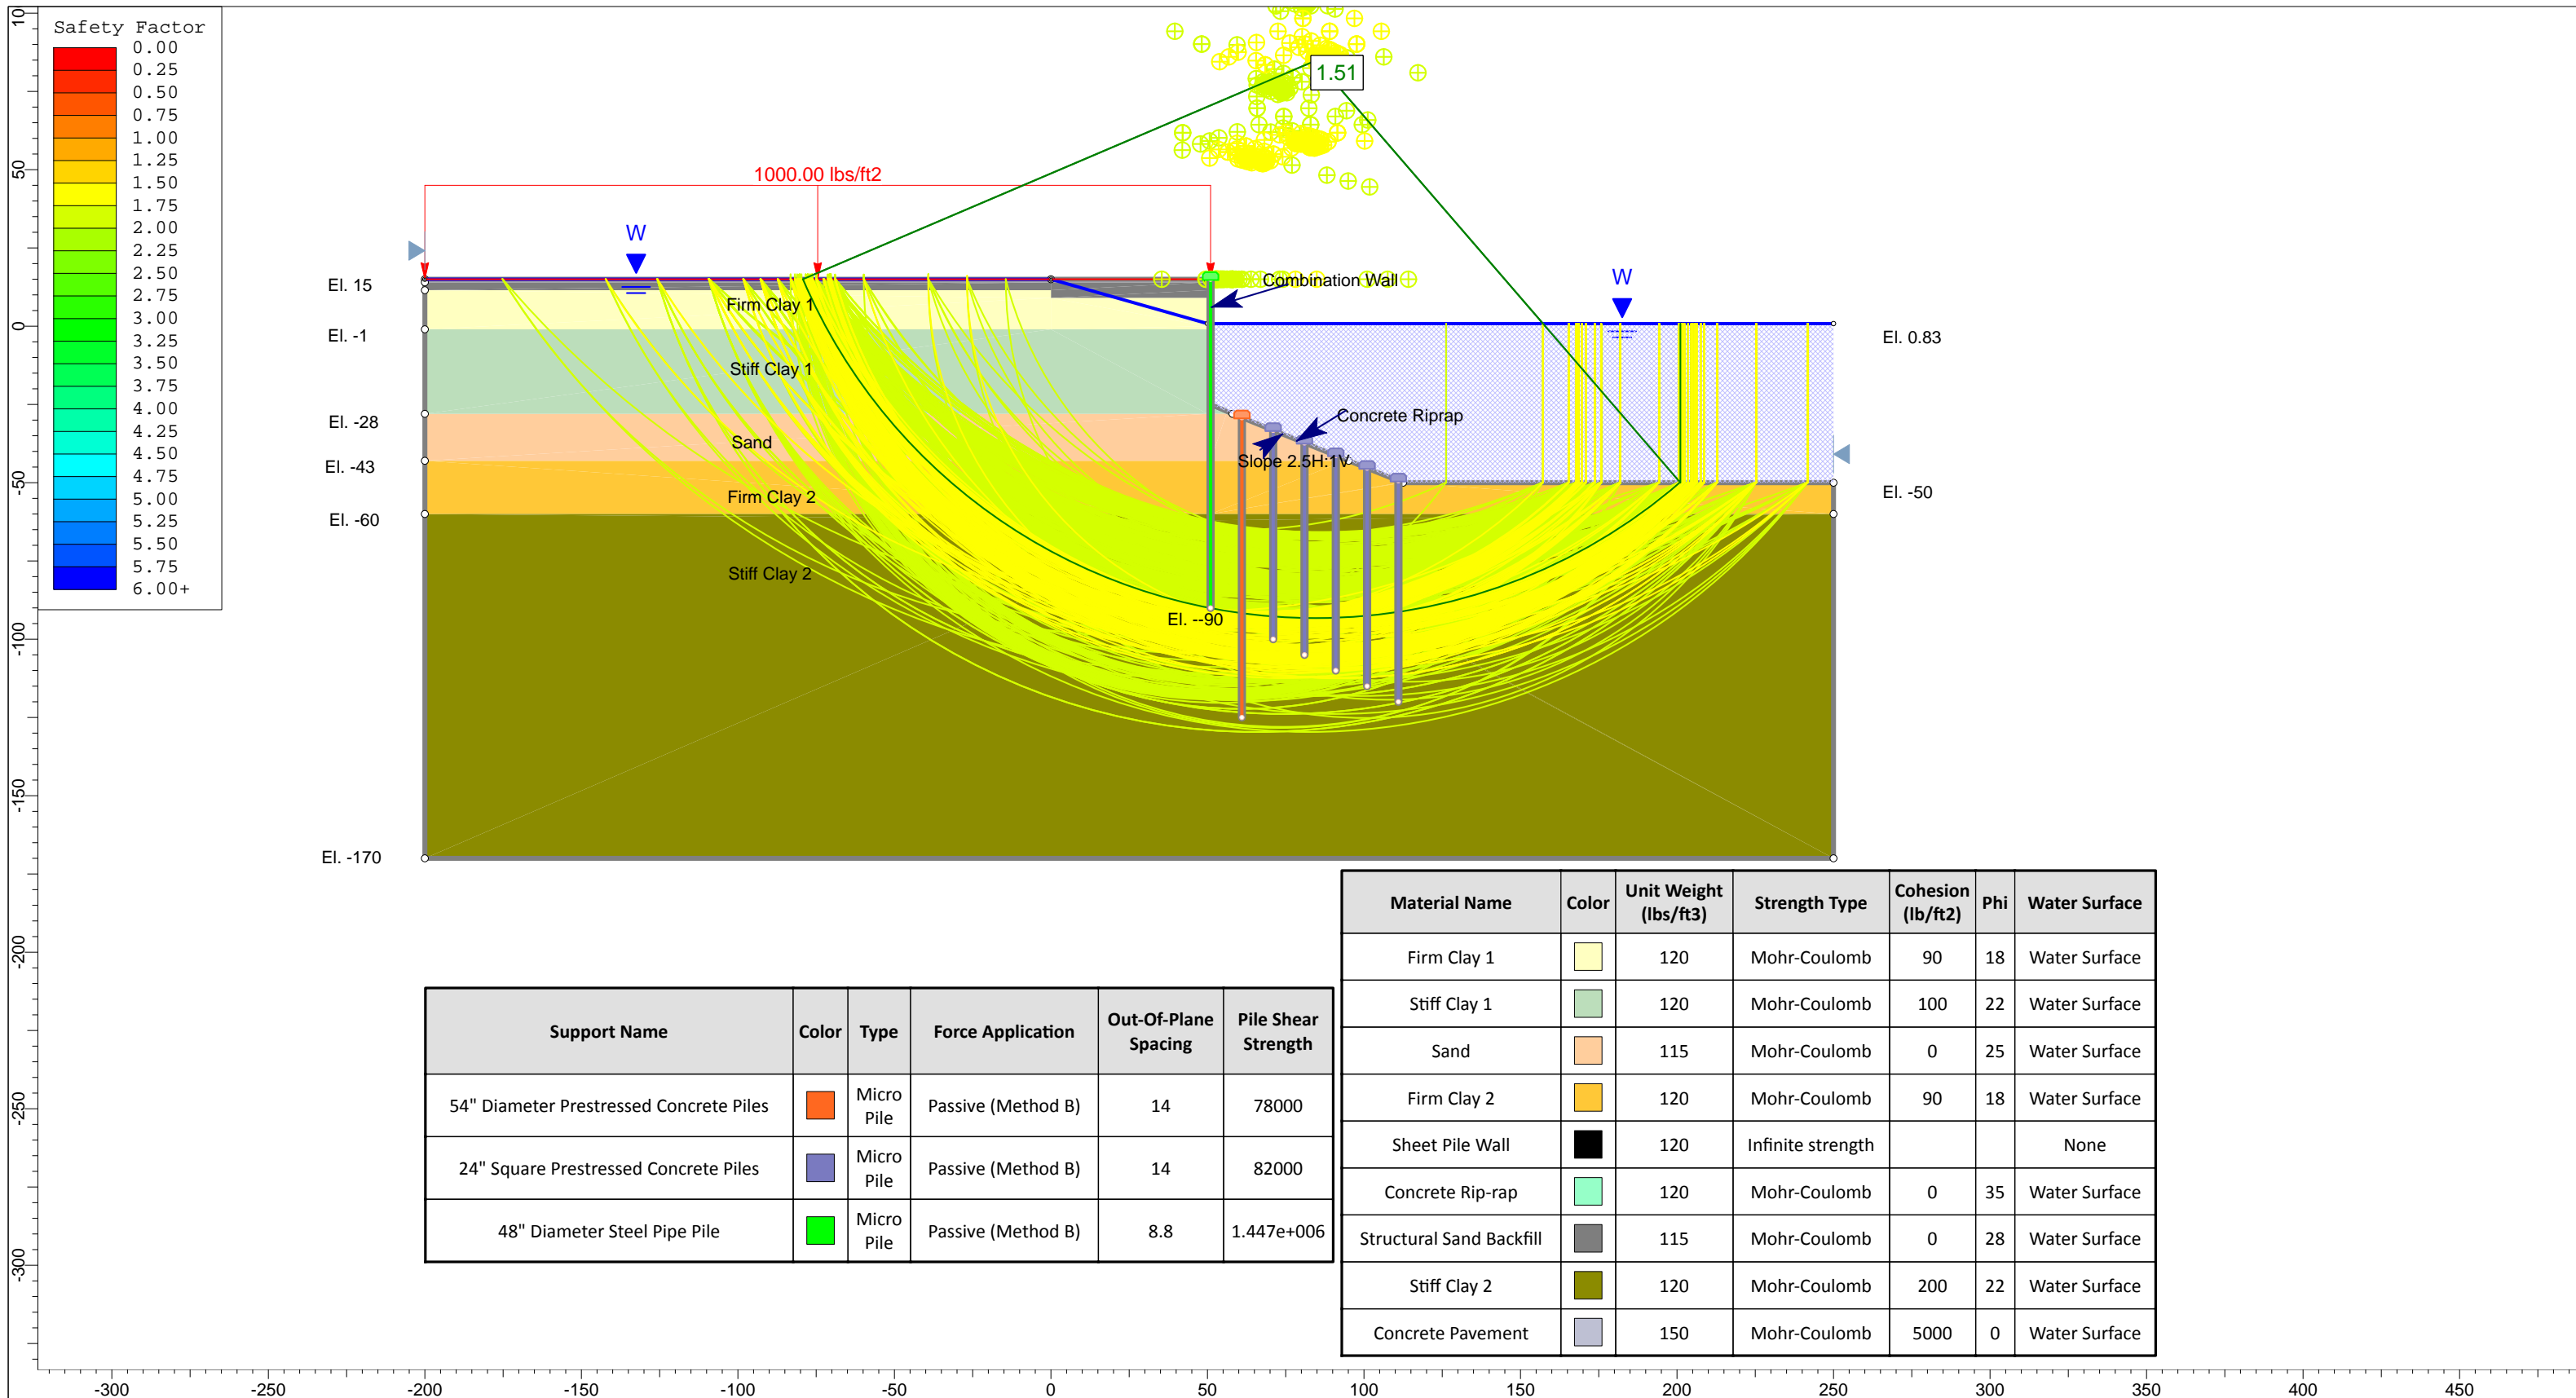 Safety Factor
0.00
0.25
0.50
0.75
1.00
1.25
1.50
1.75
2.00
2.25
2.50
2.75
3.00
3.25
3.50
3.75
4.00
4.25
4.50
4.75
5.00
5.25
5.50
5.75
6.00+
1.51
1000.00 lbs/ft2
W
W
El. 15
El. -1
El. -28
El. -43
El. -60
El. -170
Firm Clay 1
Stiff Clay 1
Sand
Firm Clay 2
Stiff Clay 2
Combination Wall
Concrete Riprap
Slope 2.5H:1V
El. --90
El. 0.83
El. -50
Support Name Color Type Force Application Out-Of-Plane Spacing Pile Shear Strength
54" Diameter Prestressed Concrete Piles Micro Pile Passive (Method B) 14 78000
24" Square Prestressed Concrete Piles Micro Pile Passive (Method B) 14 82000
48" Diameter Steel Pipe Pile Micro Pile Passive (Method B) 8.8 1.447e+006
Material Name Color Unit Weight (lbs/ft3) Strength Type Cohesion (lb/ft2) Phi Water Surface
Firm Clay 1 120 Mohr-Coulomb 90 18 Water Surface
Stiff Clay 1 120 Mohr-Coulomb 100 22 Water Surface
Sand 115 Mohr-Coulomb 0 25 Water Surface
Firm Clay 2 120 Mohr-Coulomb 90 18 Water Surface
Sheet Pile Wall 120 Infinite strength None
Concrete Rip-rap 120 Mohr-Coulomb 0 35 Water Surface
Structural Sand Backfill 115 Mohr-Coulomb 0 28 Water Surface
Stiff Clay 2 120 Mohr-Coulomb 200 22 Water Surface
Concrete Pavement 150 Mohr-Coulomb 5000 0 Water Surface
50
0
-50
-100
-150
-200
-250
-300
-300 -250 -200 -150 -100 -50 0 50 100 150 200 250 300 350 400 450